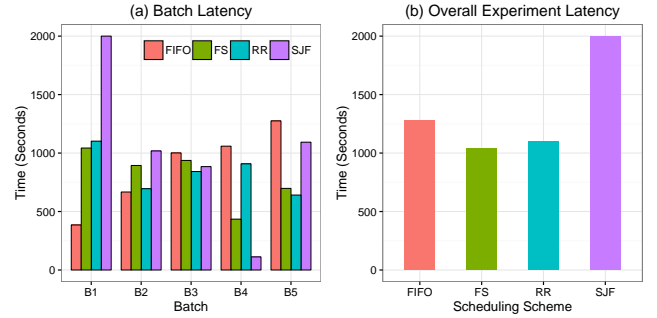 (a) Batch Latency
FIFO FS RR SJF
Time (Seconds)
2000
1500
1000
500
0
B1 B2 B3 B4 B5
Batch
(b) Overall Experiment Latency
Time (Seconds)
2000
1500
1000
500
0
FIFO FS RR SJF
Scheduling Scheme